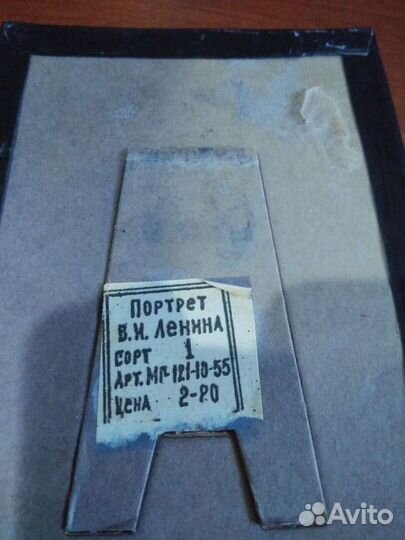 Портрет
В.И. Ленина
сорт 1
Арт. МГ-121-10-55
Цена 2-20
Avito